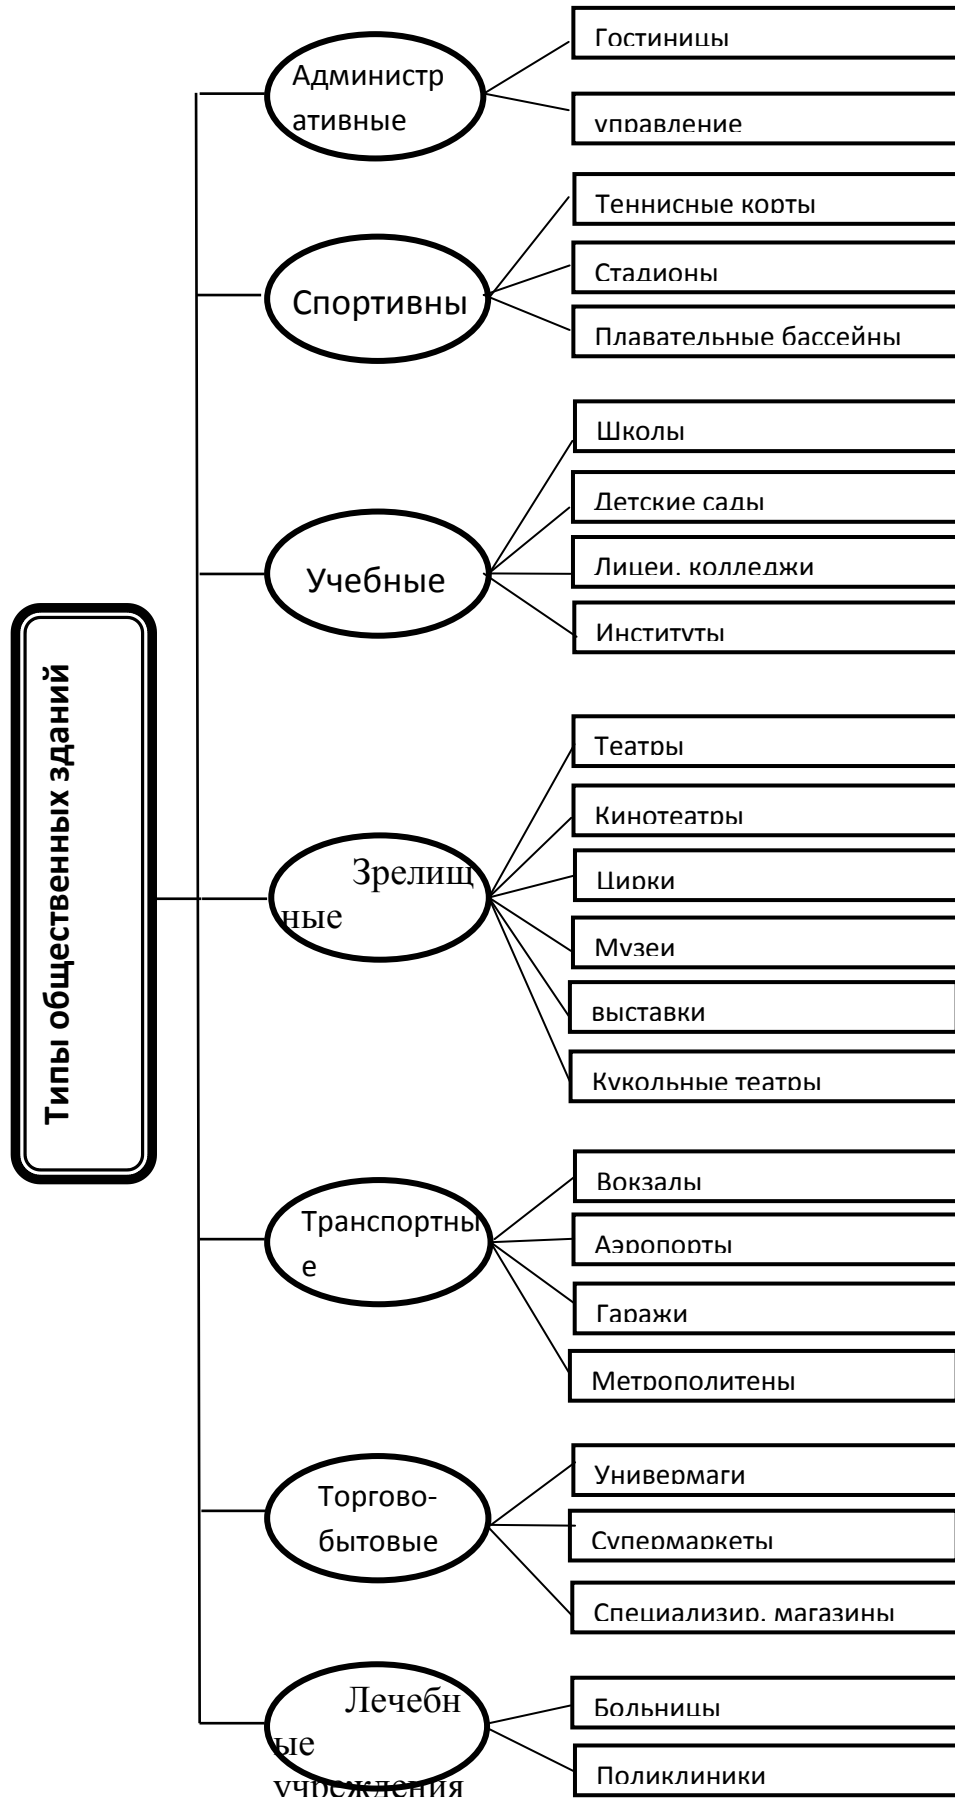 Типы общественных зданий
Администр
ативные
Гостиницы
управление
Спортивны
Теннисные корты
Стадионы
Плавательные бассейны
Учебные
Школы
Детские сады
Лицеи, колледжи
Институты
Зрелищ
ные
Театры
Кинотеатры
Цирки
Музеи
выставки
Кукольные театры
Транспортны
е
Вокзалы
Аэропорты
Гаражи
Метрополитены
Торгово-
бытовые
Универмаги
Супермаркеты
Специализир. магазины
Лечебн
ые
учреждения
Больницы
Поликлиники